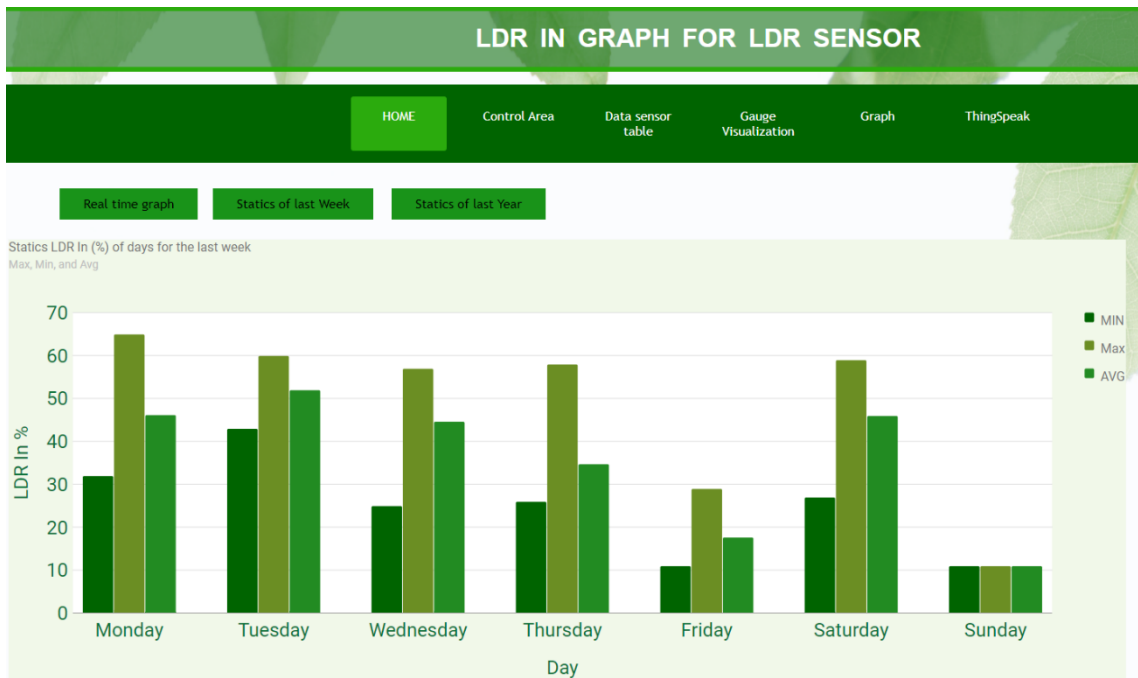 LDR IN GRAPH FOR LDR SENSOR
HOME
Control Area
Data sensor
table
Gauge
Visualization
Graph
ThingSpeak
Real time graph
Statics of last Week
Statics of last Year
Statics LDR In (%) of days for the last week
Max, Min, and Avg
70
60
50
40
30
20
10
0
LDR In %
MIN
Max
AVG
Monday
Tuesday
Wednesday
Thursday
Friday
Saturday
Sunday
Day